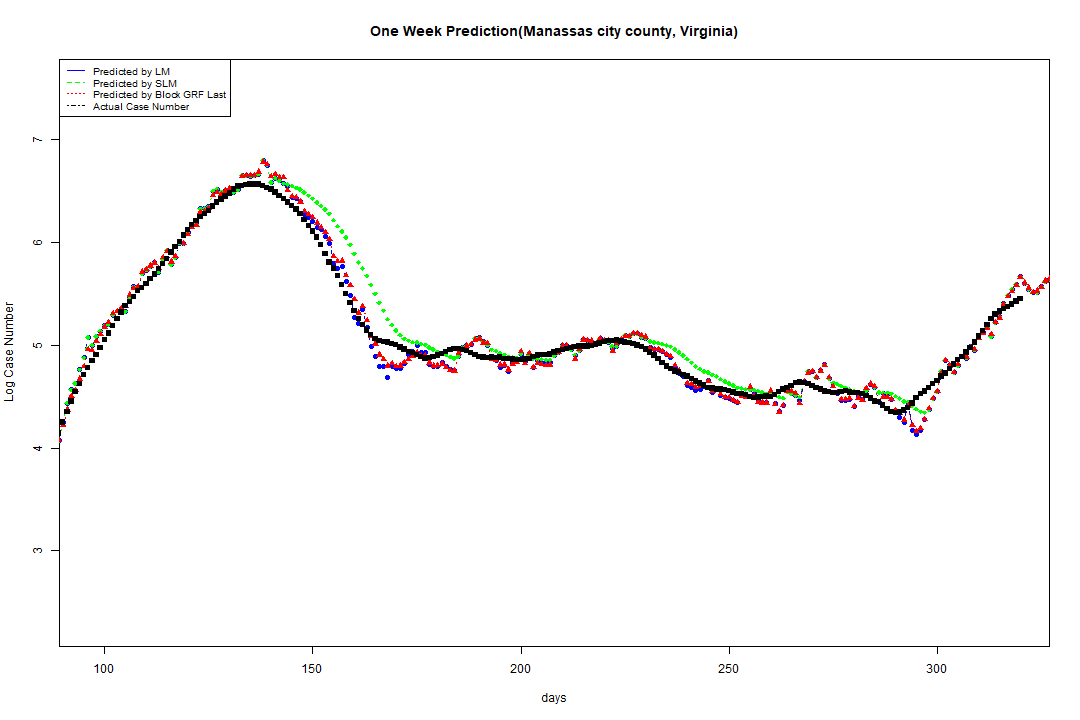 One Week Prediction(Manassas city county, Virginia)
Predicted by LM
Predicted by SLM
Predicted by Block GRF Last
Actual Case Number
7
6
5
4
3
Log Case Number
100 150 200 250 300
days